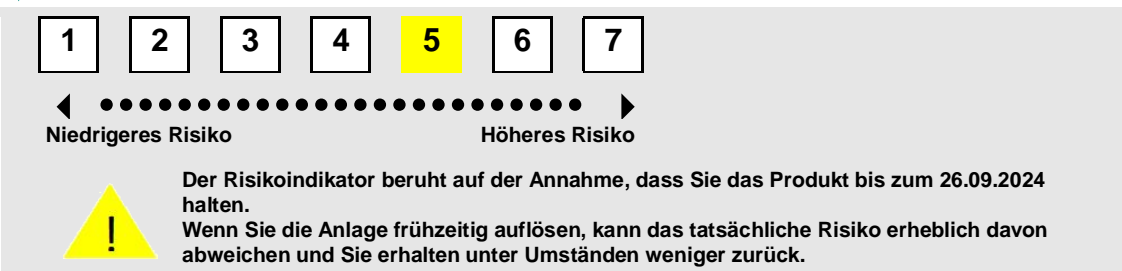 1 2 3 4 5 6 7
Niedrigeres Risiko Höheres Risiko
Der Risikoindikator beruht auf der Annahme, dass Sie das Produkt bis zum 26.09.2024
halten.
! Wenn Sie die Anlage frühzeitig auflösen, kann das tatsächliche Risiko erheblich davon
abweichen und Sie erhalten unter Umständen weniger zurück.